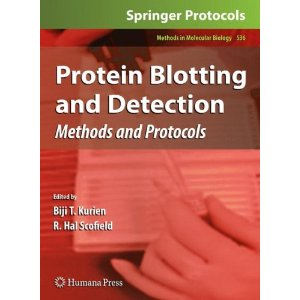 Springer Protocols
Methods in Molecular Biology 536
Protein Blotting
and Detection
Methods and Protocols
Edited by
Biji T. Kurien
R. Hal Scofield
Humana Press